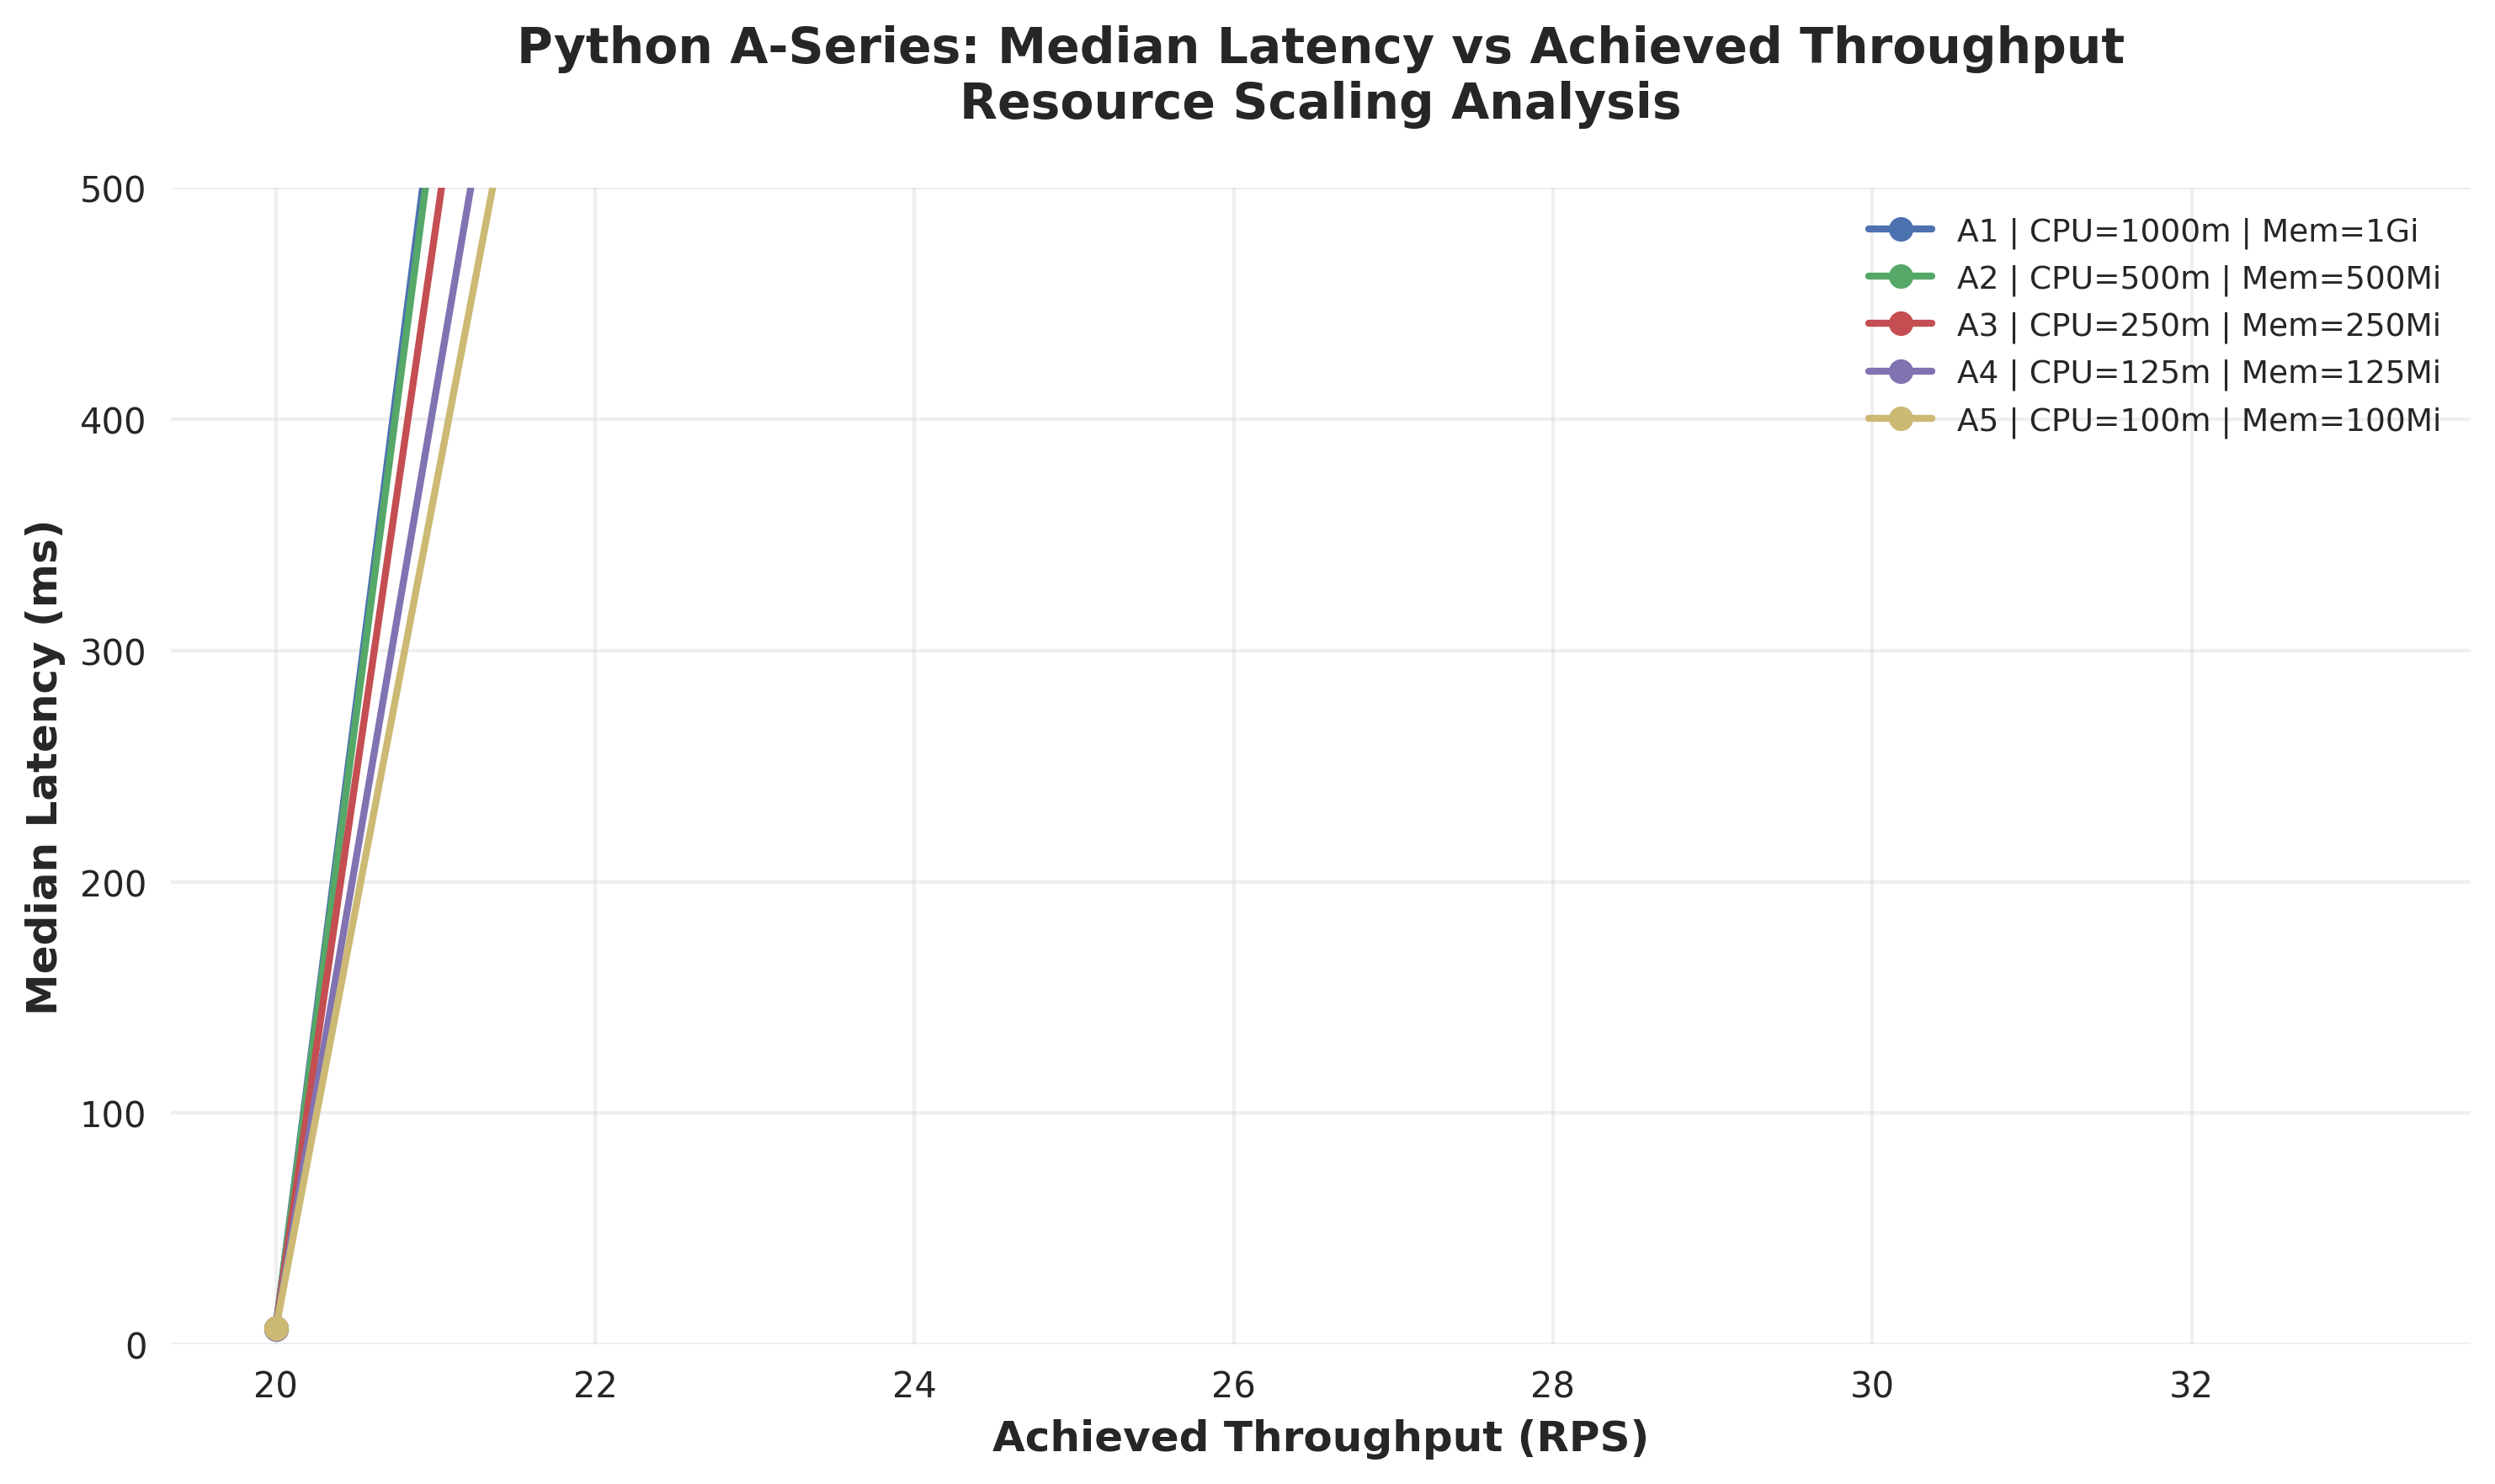 Python A-Series: Median Latency vs Achieved Throughput
Resource Scaling Analysis
500
400
300
200
100
0
Median Latency (ms)
A1 | CPU=1000m | Mem=1Gi
A2 | CPU=500m | Mem=500Mi
A3 | CPU=250m | Mem=250Mi
A4 | CPU=125m | Mem=125Mi
A5 | CPU=100m | Mem=100Mi
20 22 24 26 28 30 32
Achieved Throughput (RPS)